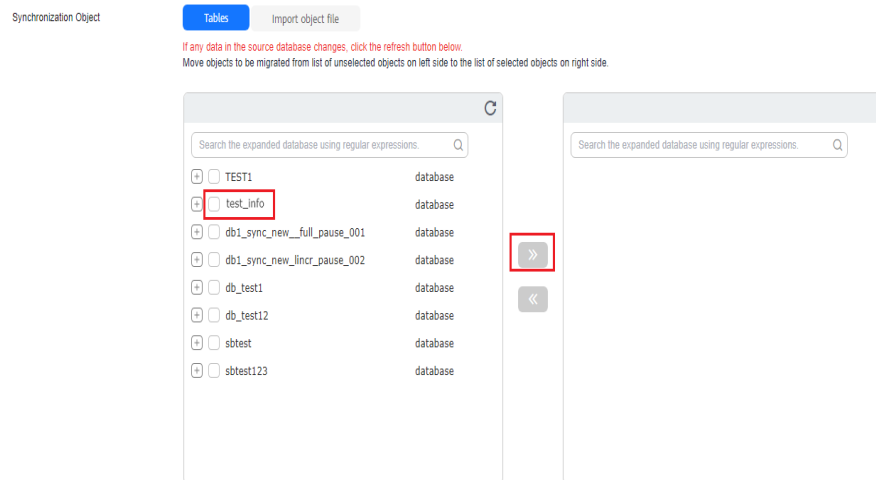 Synchronization Object
Tables
Import object file
If any data in the source database changes, click the refresh button below.
Move objects to be migrated from list of unselected objects on left side to the list of selected objects on right side.
Search the expanded database using regular expressions.
Search the expanded database using regular expressions.
TEST1 database
test_info database
db1_sync_new__full_pause_001 database
db1_sync_new_lincr_pause_002 database
db_test1 database
db_test12 database
sbtest database
sbtest123 database